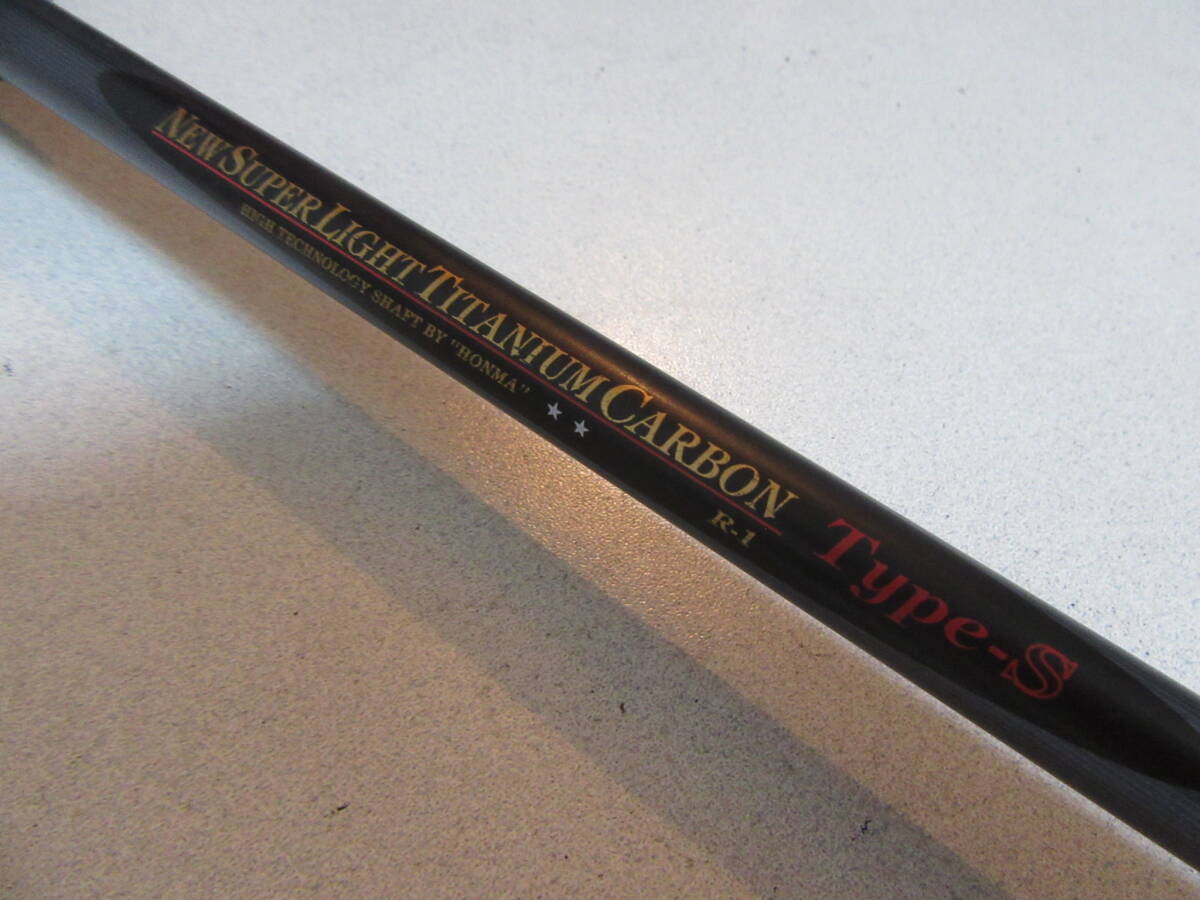 NEW SUPER LIGHT TITANIUM CARBON Type-S
HIGH TECHNOLOGY SHAFT BY "HONMA" ★★ R-1